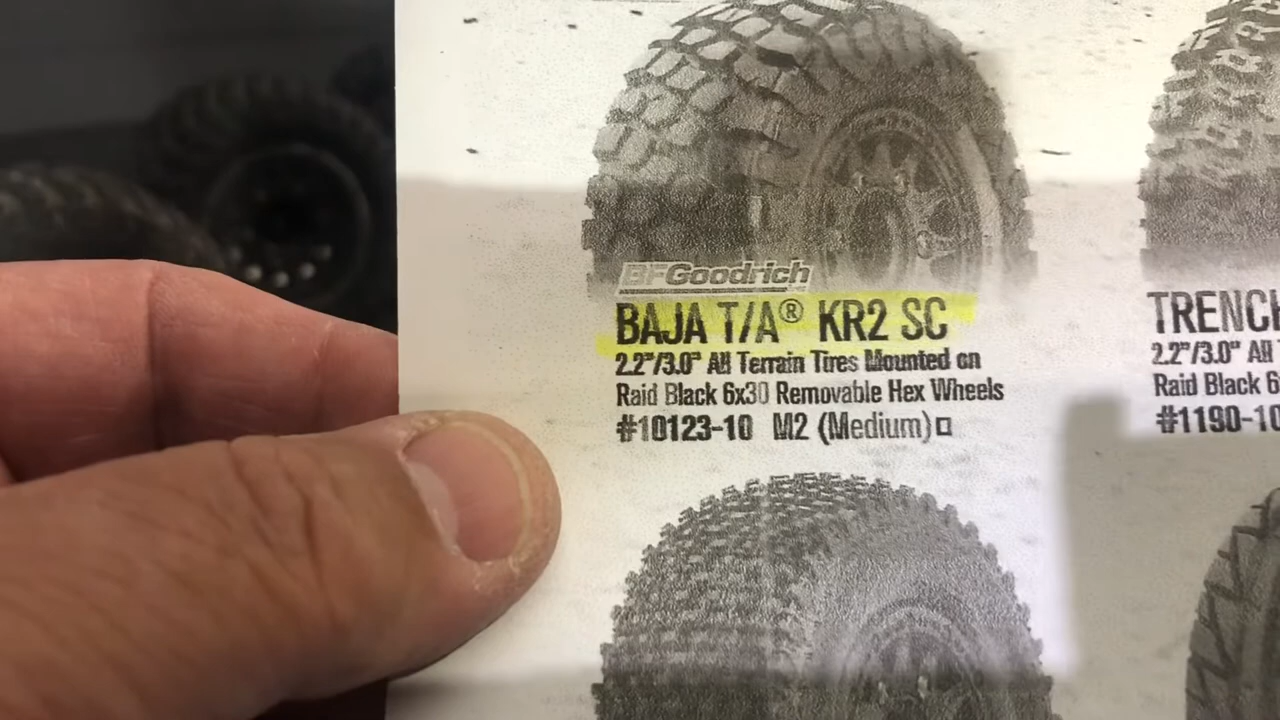 BFGoodrich
BAJA T/A® KR2 SC
2.2"/3.0" All Terrain Tires Mounted on
Raid Black 6x30 Removable Hex Wheels
#10123-10 M2 (Medium)
TRENCH
2.2"/3.0" All
Raid Black
#1190-10